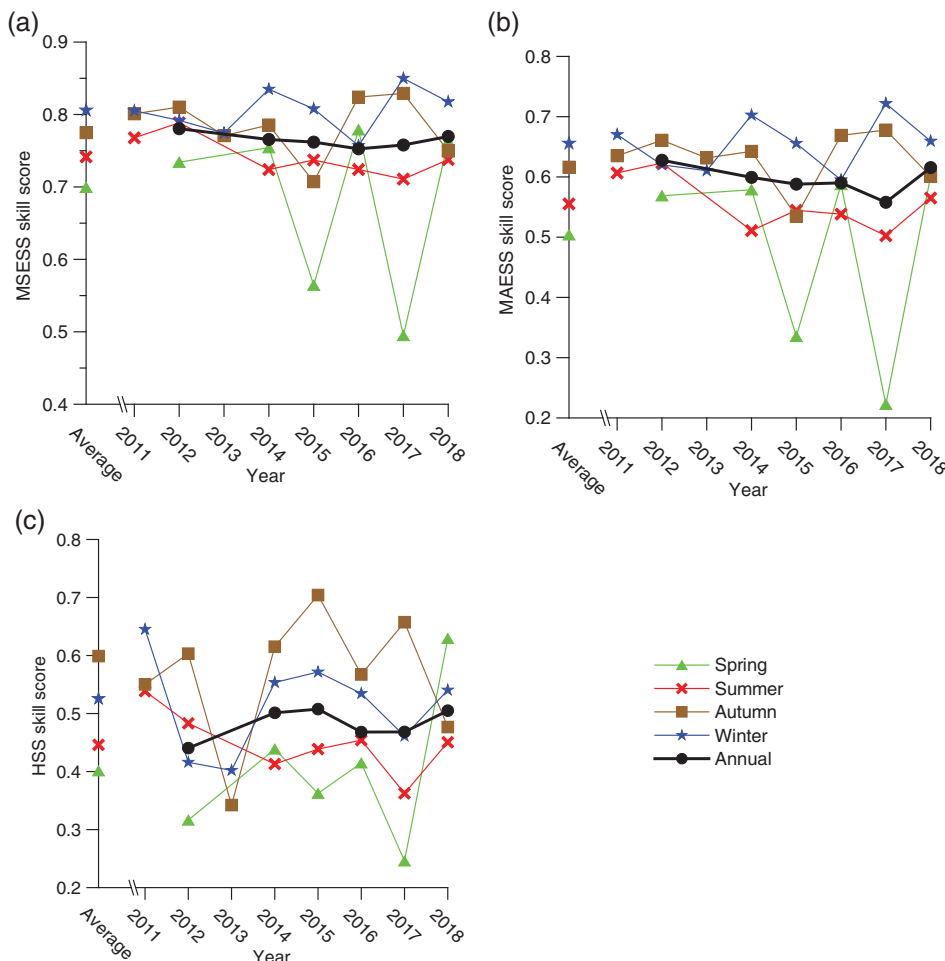 (a)
0.9
0.8
0.7
0.6
0.5
0.4
MSESS skill score
Average
2011
2012
2013
2014
2015
2016
2017
2018
Year
(b)
0.8
0.7
0.6
0.5
0.4
0.3
0.2
MAESS skill score
Average
2011
2012
2013
2014
2015
2016
2017
2018
Year
(c)
0.8
0.7
0.6
0.5
0.4
0.3
0.2
HSS skill score
Average
2011
2012
2013
2014
2015
2016
2017
2018
Year
Spring
Summer
Autumn
Winter
Annual